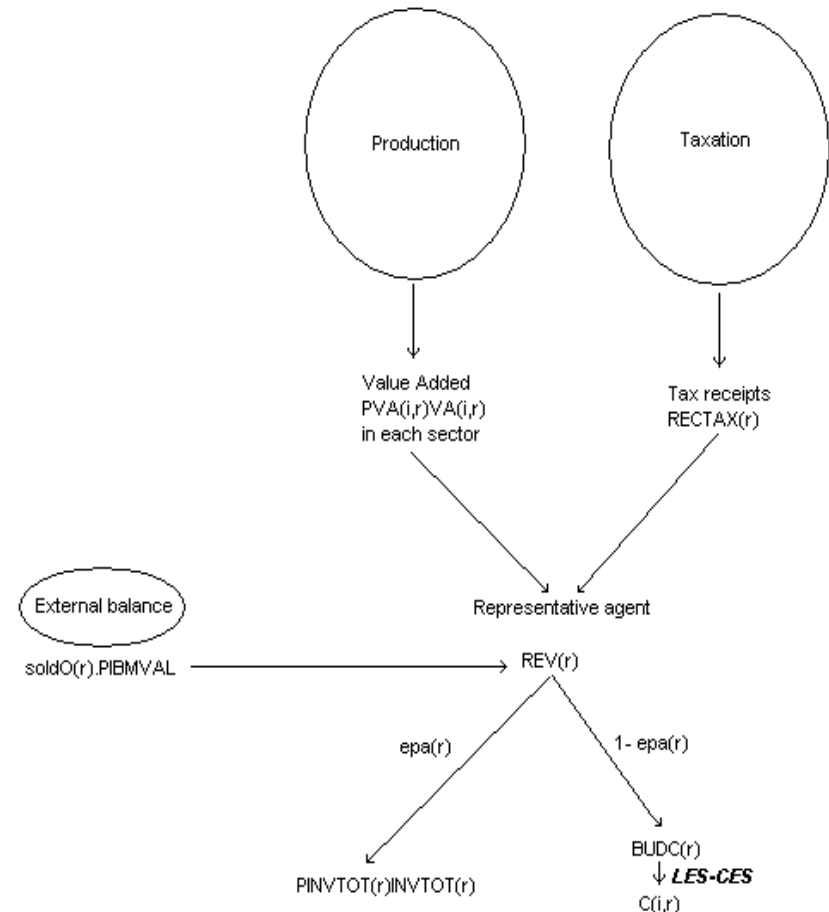 Production
Taxation
Value Added
PVA(i,r)VA(i,r)
in each sector
Tax receipts
RECTAX(r)
External balance
Representative agent
soldO(r).PIBMVAL
REV(r)
epa(r)
1- epa(r)
BUDC(r)
LES-CES
PINVTOT(r)INVTOT(r)
C(i,r)